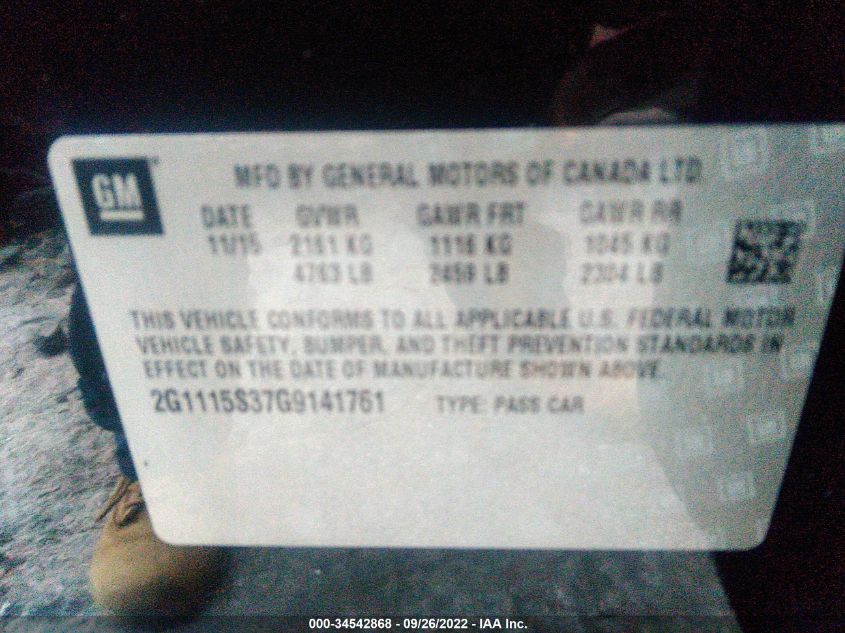 GM
MFD BY GENERAL MOTORS OF CANADA LTD
DATE GVWR GAWR FRT GAWR RR
11/15 2161 KG 1116 KG 1045 KG
4763 LB 2459 LB 2304 LB
THIS VEHICLE CONFORMS TO ALL APPLICABLE U.S. FEDERAL MOTOR
VEHICLE SAFETY, BUMPER, AND THEFT PREVENTION STANDARDS IN
EFFECT ON THE DATE OF MANUFACTURE SHOWN ABOVE.
2G1115S37G9141761 TYPE: PASS CAR
000-34542868 - 09/26/2022 - IAA Inc.